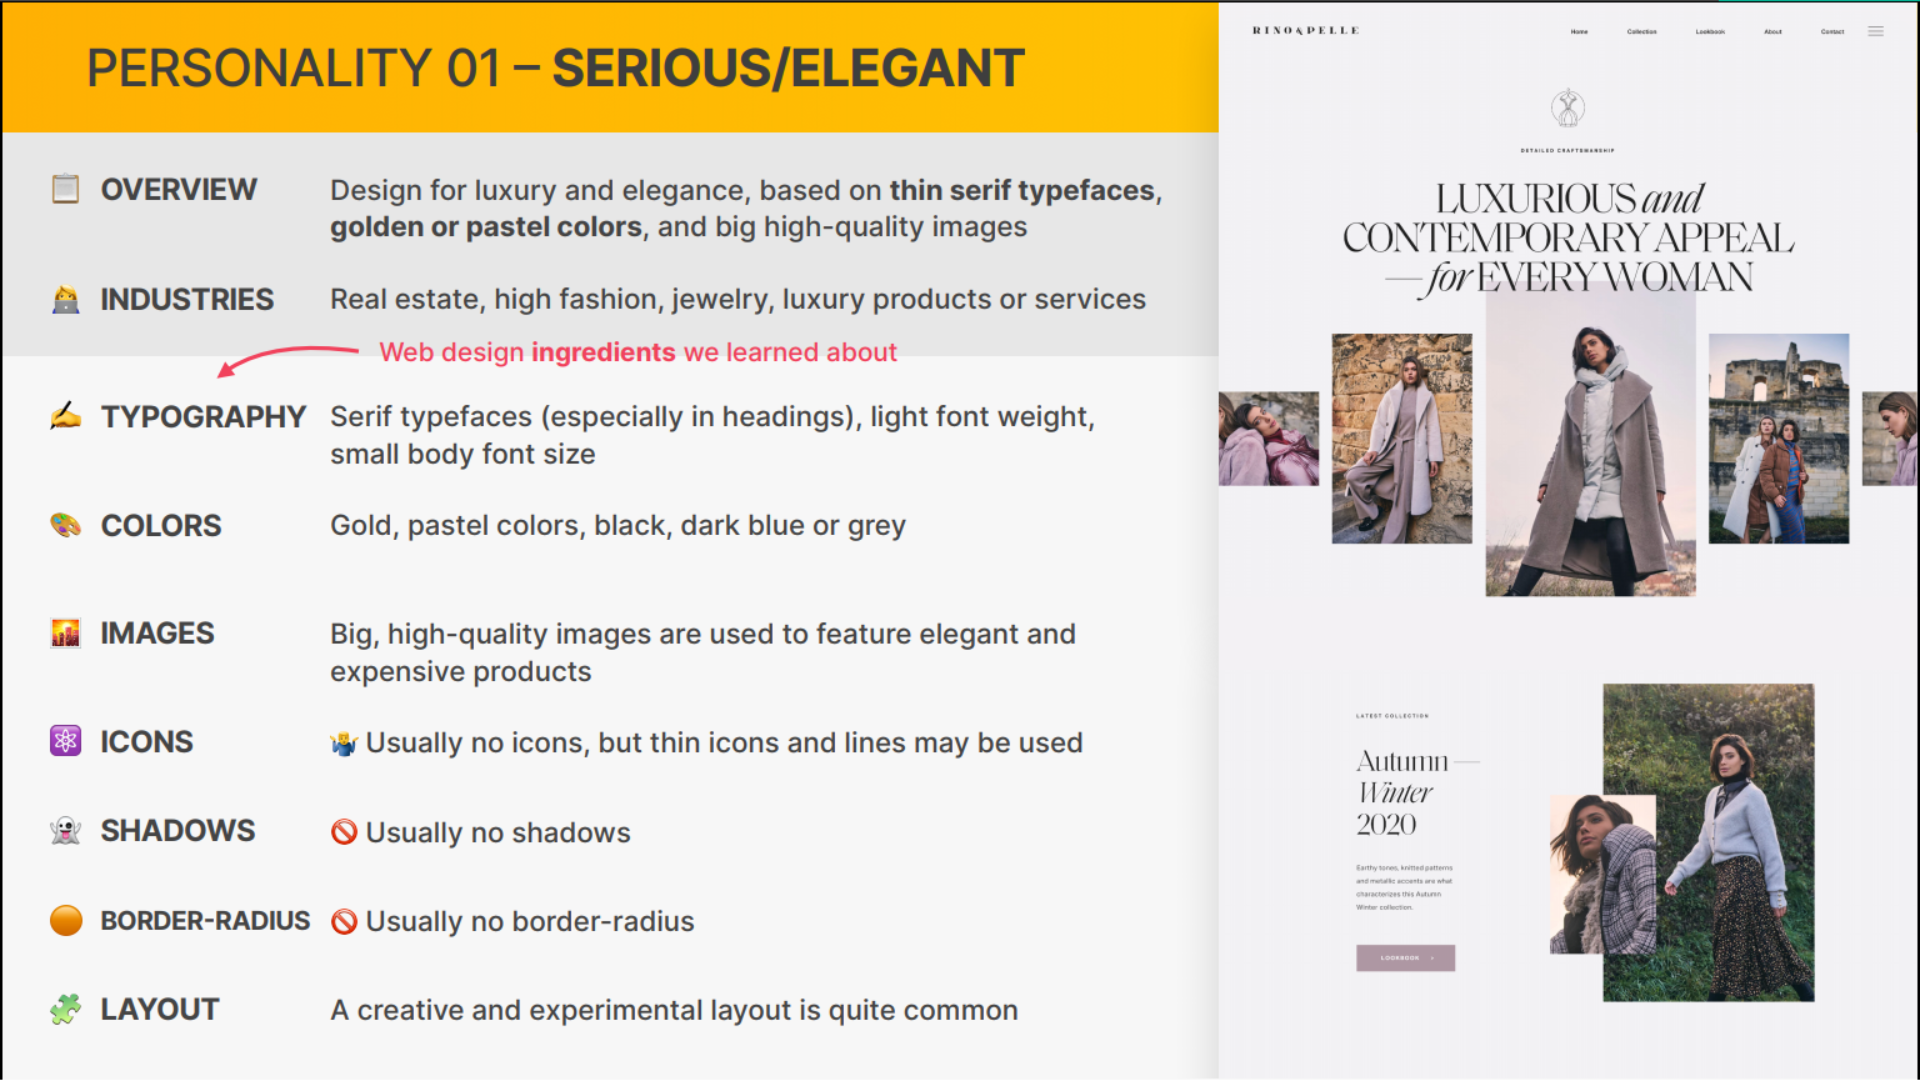 PERSONALITY 01 – SERIOUS/ELEGANT
OVERVIEW
Design for luxury and elegance, based on thin serif typefaces,
golden or pastel colors, and big high-quality images
INDUSTRIES
Real estate, high fashion, jewelry, luxury products or services
Web design ingredients we learned about
TYPOGRAPHY
Serif typefaces (especially in headings), light font weight,
small body font size
COLORS
Gold, pastel colors, black, dark blue or grey
IMAGES
Big, high-quality images are used to feature elegant and
expensive products
ICONS
Usually no icons, but thin icons and lines may be used
SHADOWS
Usually no shadows
BORDER-RADIUS
Usually no border-radius
LAYOUT
A creative and experimental layout is quite common
RINO&PELLE
Home
Collection
Lookbook
About
Contact
DETAILED CRAFTSMANSHIP
LUXURIOUS and
CONTEMPORARY APPEAL
— for EVERY WOMAN
LATEST COLLECTION
Autumn —
Winter
2020
Earthy tones, knitted patterns
and metallic accents are what
characterizes this Autumn
Winter collection.
LOOKBOOK ›